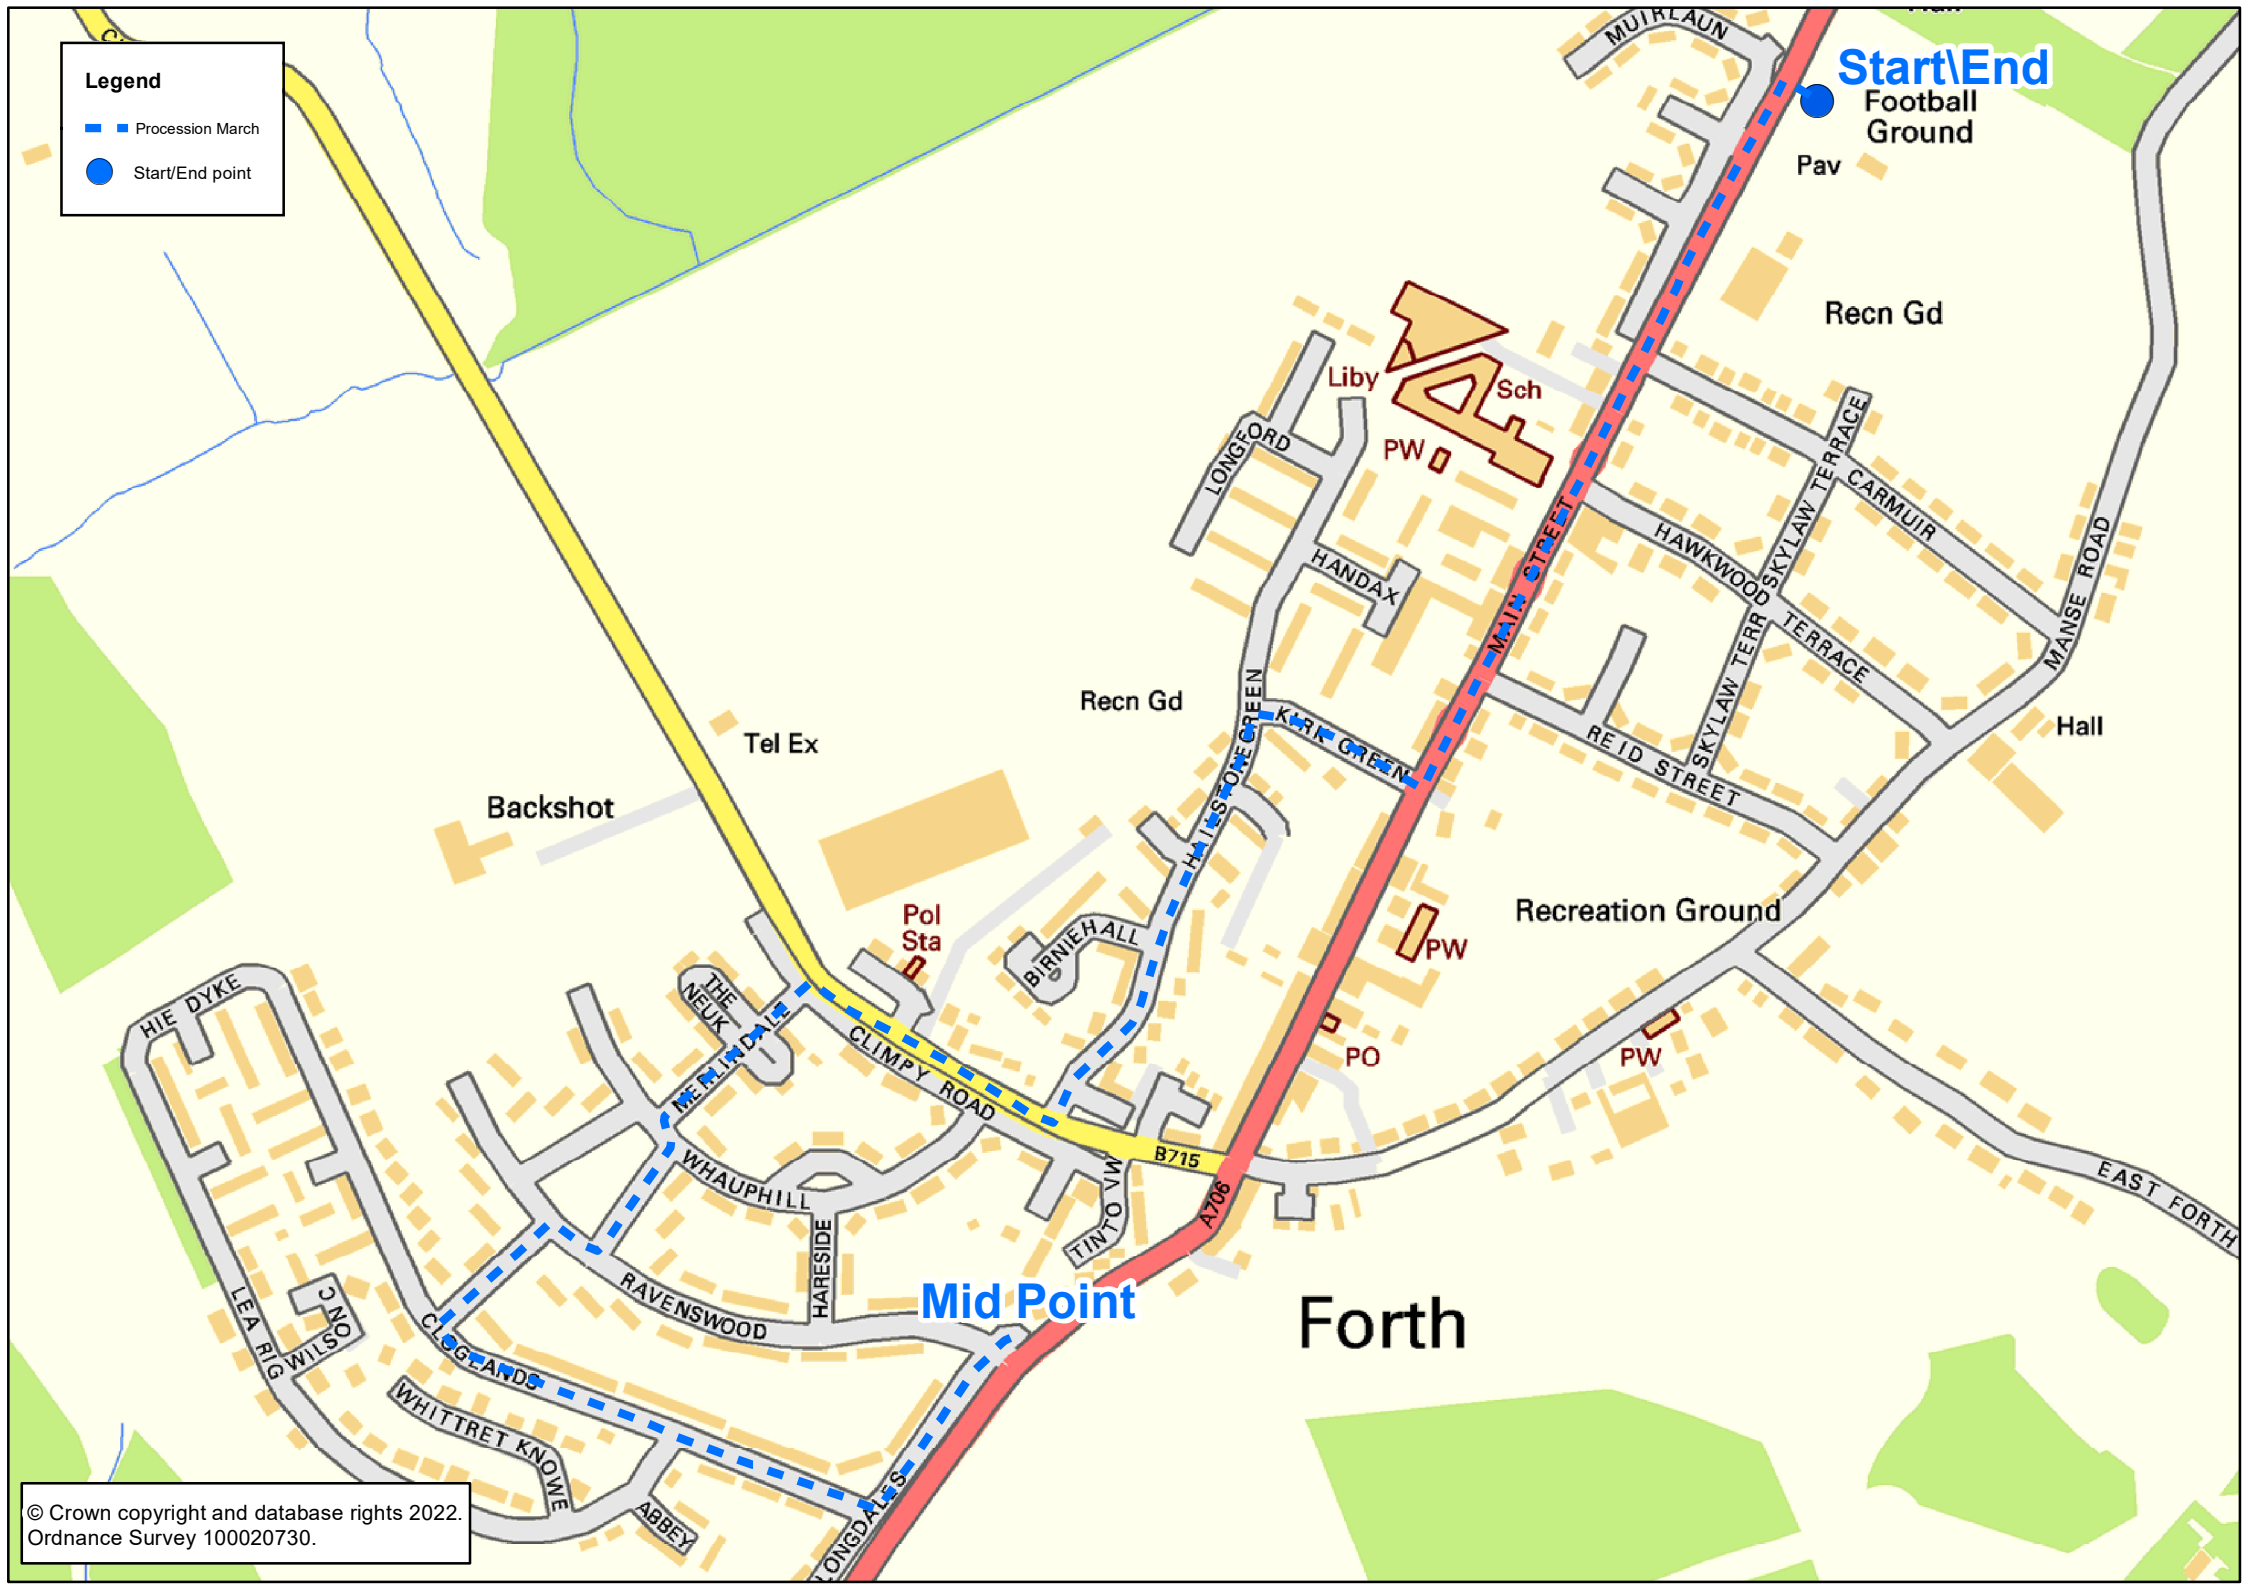 Legend
Procession March
Start/End point
MUIRLAUN
Start\End
Football
Ground
Pav
Recn Gd
Liby
Sch
PW
LONGFORD
HANDAX
MAIN STREET
SKYLAW TERRACE
CARMUIR
HAWKWOOD TERRACE
SKYLAW TERR
MANSE ROAD
REID STREET
Hall
Recn Gd
KIRK GREEN
HAILSTONEGREEN
Tel Ex
Backshot
Pol
Sta
BIRNIEHALL
Recreation Ground
PW
PO
PW
HIE DYKE
THE
NEUK
MERLINDALE
CLIMPY ROAD
B715
WHAUPHILL
TINTO VW
A706
EAST FORTH
HARESIDE
RAVENSWOOD
Mid Point
Forth
LEA RIG
WILSON C
CLOGLANDS
WHITTRET KNOWE
ABBEY
LONGDALES
© Crown copyright and database rights 2022.
Ordnance Survey 100020730.